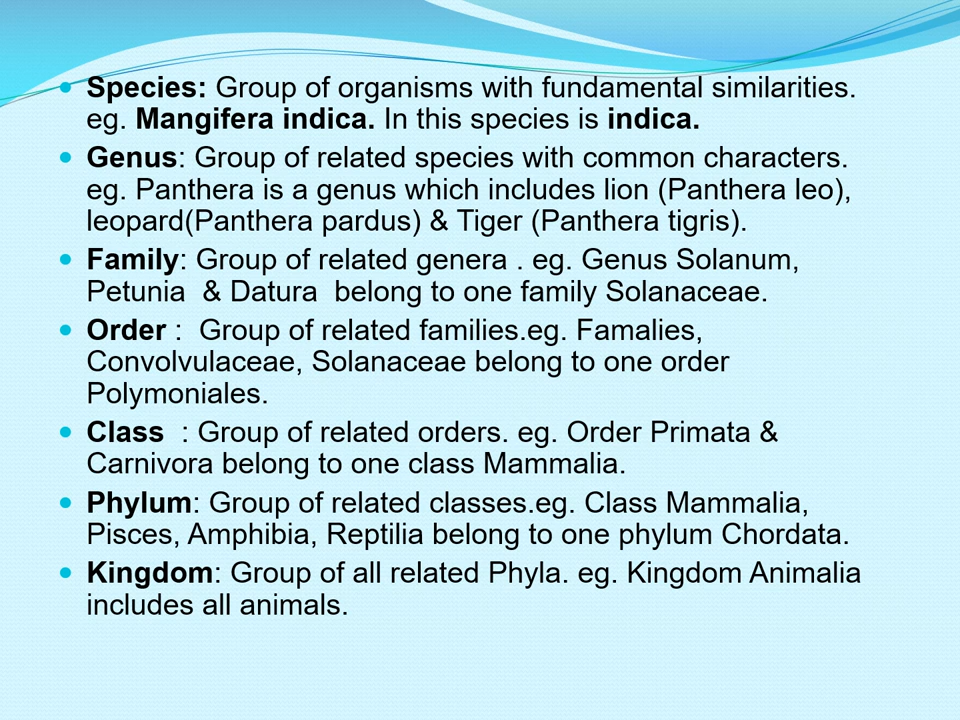 Species: Group of organisms with fundamental similarities.
eg. Mangifera indica. In this species is indica.
Genus: Group of related species with common characters.
eg. Panthera is a genus which includes lion (Panthera leo),
leopard(Panthera pardus) & Tiger (Panthera tigris).
Family: Group of related genera . eg. Genus Solanum,
Petunia  & Datura  belong to one family Solanaceae.
Order :  Group of related families.eg. Famalies,
Convolvulaceae, Solanaceae belong to one order
Polymoniales.
Class  : Group of related orders. eg. Order Primata &
Carnivora belong to one class Mammalia.
Phylum: Group of related classes.eg. Class Mammalia,
Pisces, Amphibia, Reptilia belong to one phylum Chordata.
Kingdom: Group of all related Phyla. eg. Kingdom Animalia
includes all animals.